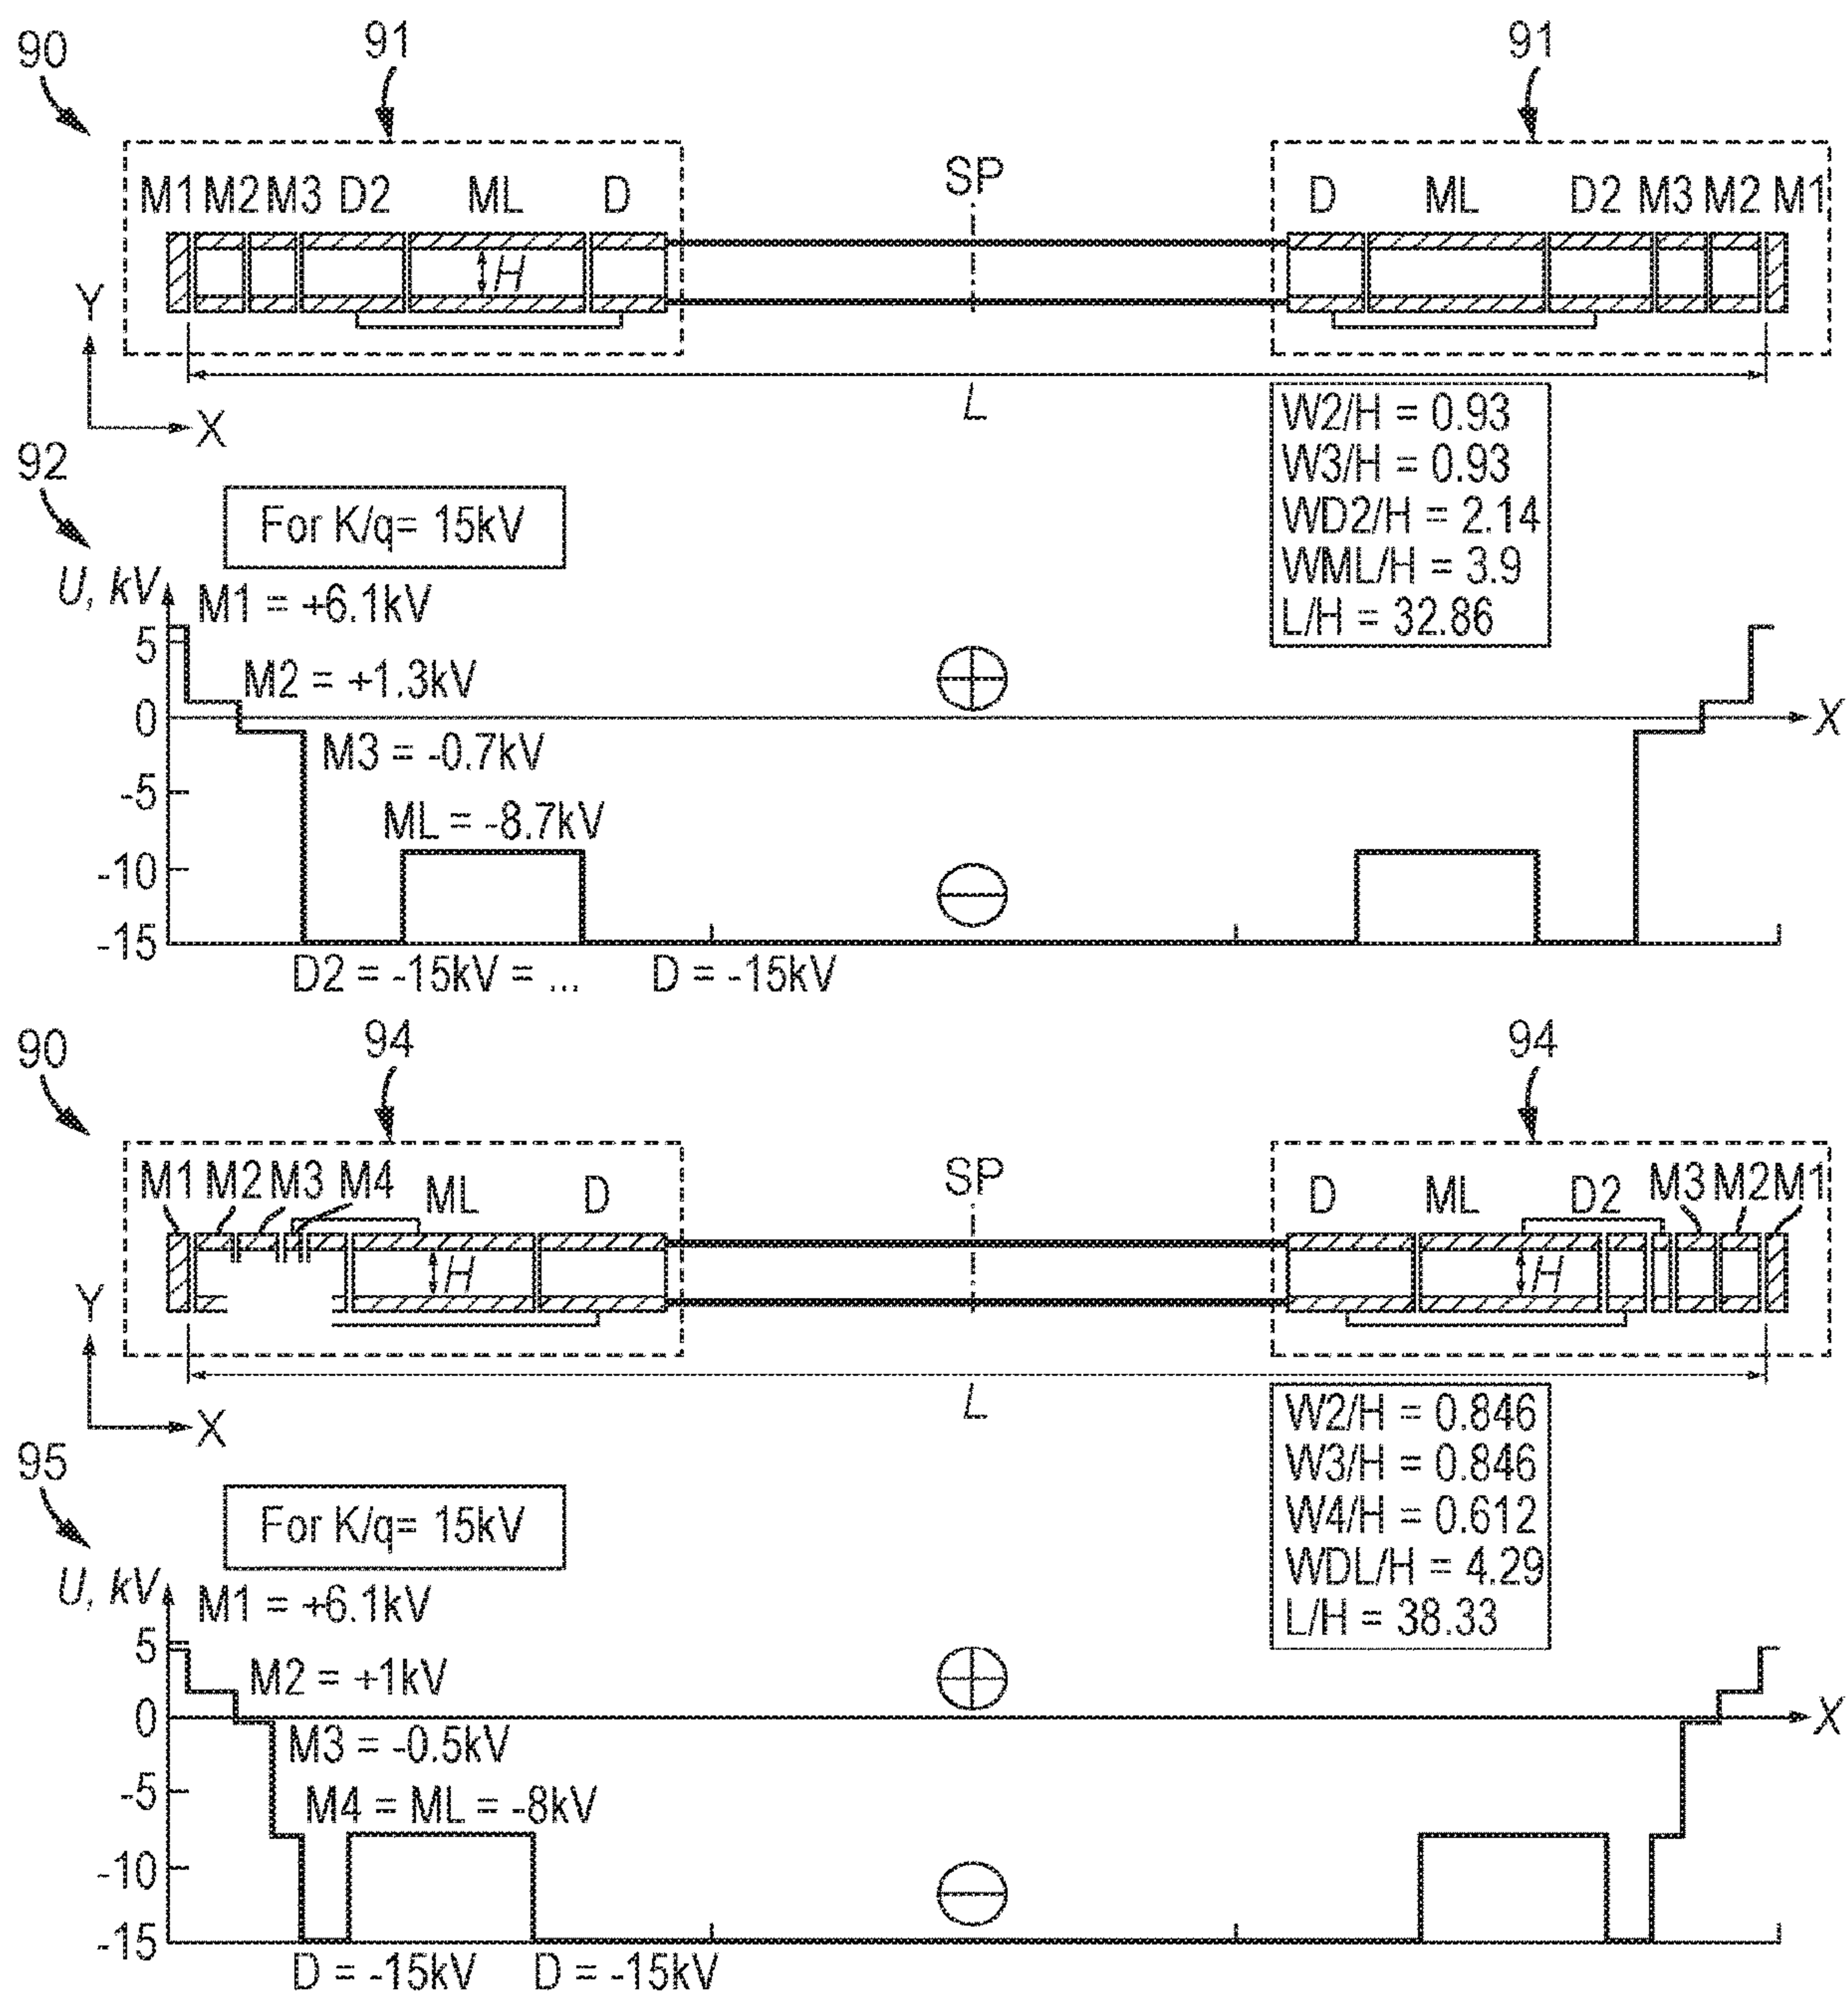 90
91
91
M1 M2 M3 D2 ML D
SP
D ML D2 M3 M2 M1
H
Y
X
L
W2/H = 0.93
W3/H = 0.93
WD2/H = 2.14
WML/H = 3.9
L/H = 32.86
92
For K/q= 15kV
U, kV
M1 = +6.1kV
5
M2 = +1.3kV
0
X
M3 = -0.7kV
-5
ML = -8.7kV
-10
-15
D2 = -15kV = ... D = -15kV
90
94
94
M1 M2 M3 M4 ML D
SP
D ML D2 M3 M2 M1
H
H
Y
X
L
W2/H = 0.846
W3/H = 0.846
W4/H = 0.612
WDL/H = 4.29
L/H = 38.33
95
For K/q= 15kV
U, kV
M1 = +6.1kV
5
M2 = +1kV
0
X
M3 = -0.5kV
-5
M4 = ML = -8kV
-10
-15
D = -15kV D = -15kV